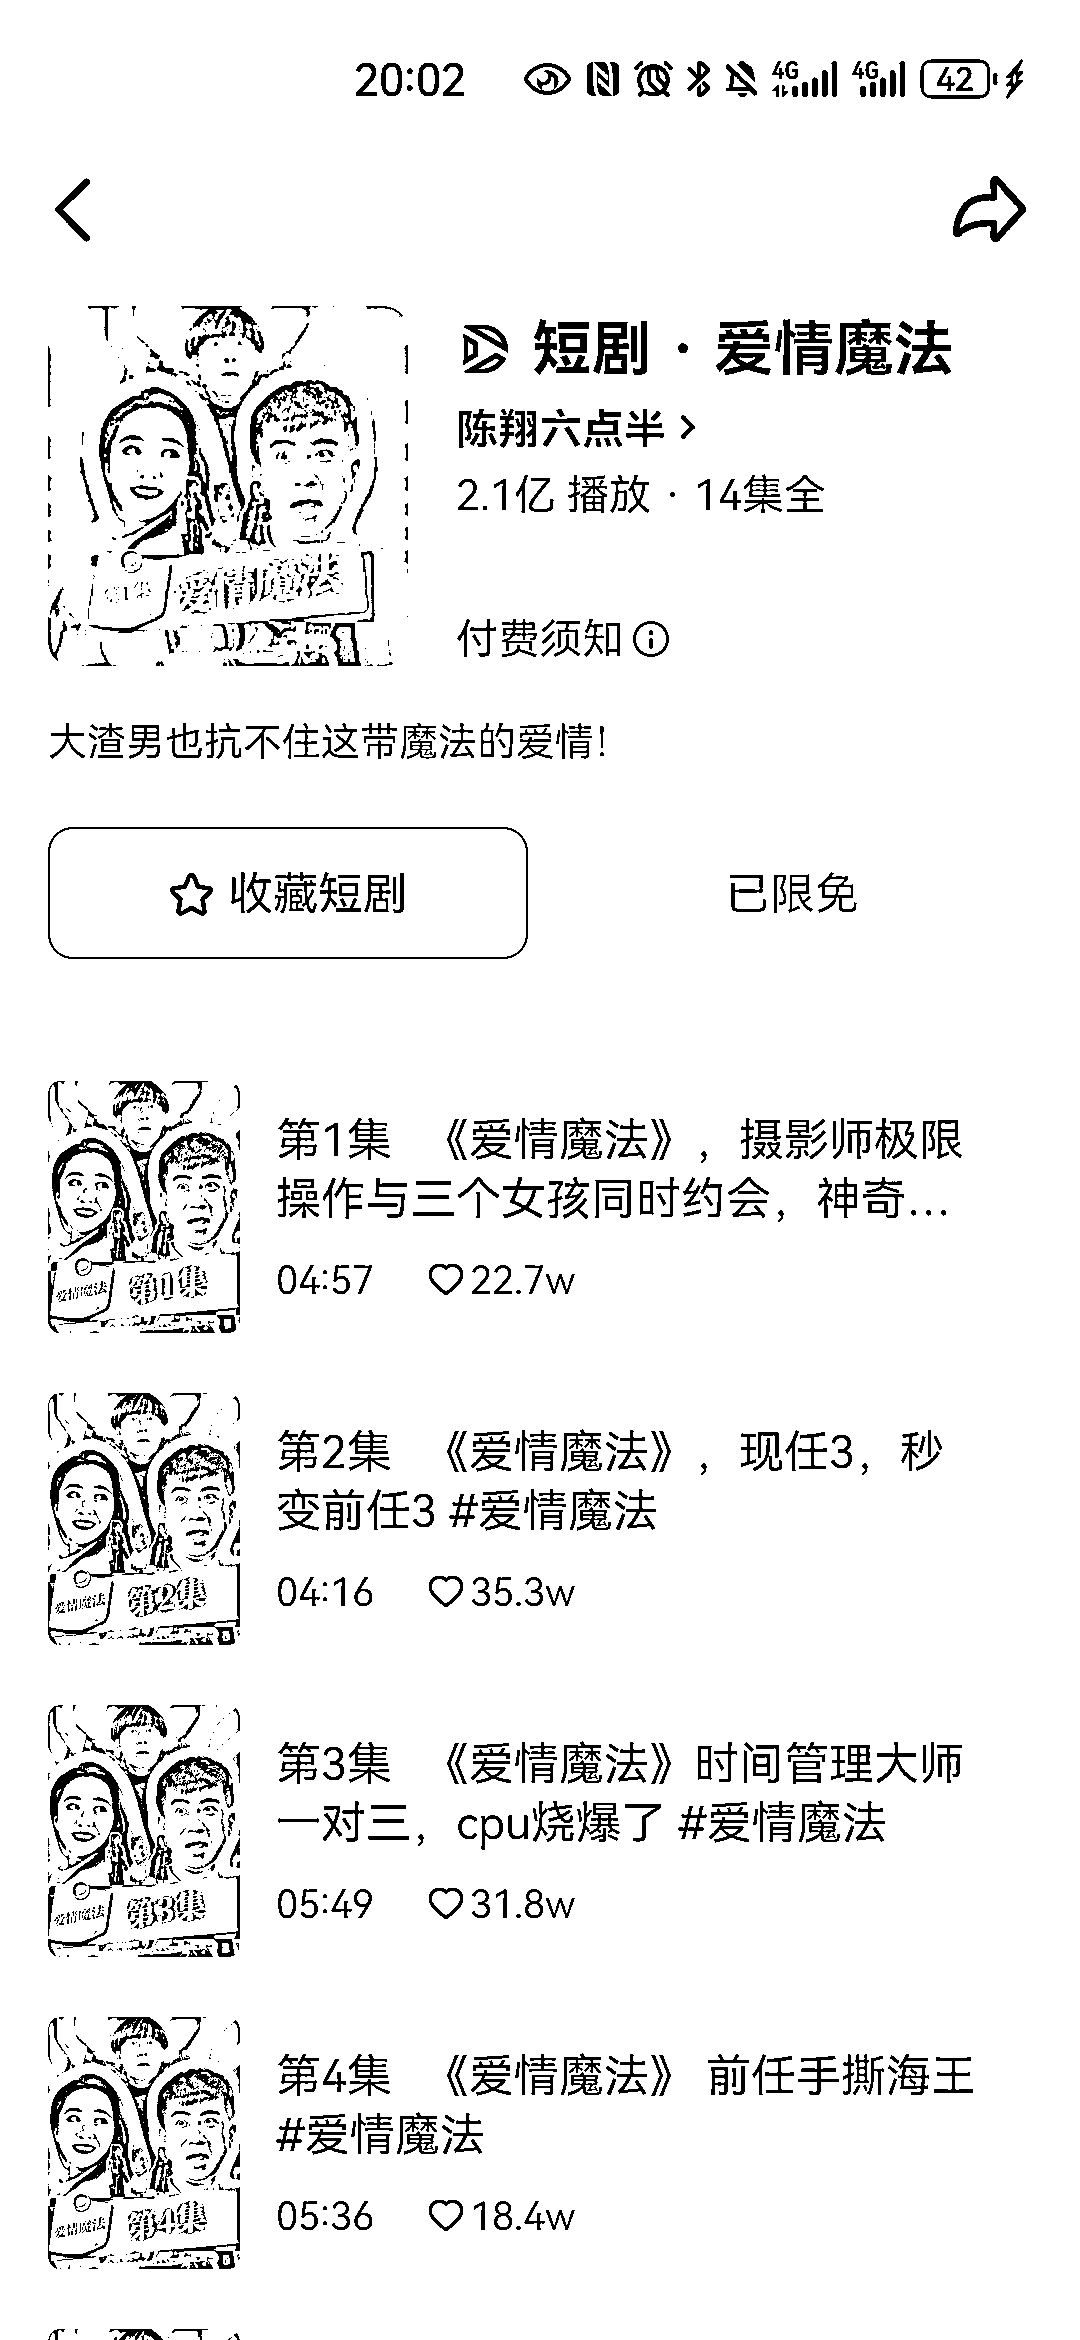 20:02
4G 4G 42
短剧 · 爱情魔法
陈翔六点半
2.1亿 播放 · 14集全
爱情魔法
付费须知
大渣男也抗不住这带魔法的爱情!
收藏短剧
已限免
第1集 《爱情魔法》，摄影师极限
操作与三个女孩同时约会，神奇...
爱情魔法 第1集
04:57 22.7w
第2集 《爱情魔法》，现任3，秒
变前任3 #爱情魔法
爱情魔法 第2集
04:16 35.3w
第3集 《爱情魔法》时间管理大师
一对三，cpu烧爆了 #爱情魔法
爱情魔法 第3集
05:49 31.8w
第4集 《爱情魔法》 前任手撕海王
#爱情魔法
爱情魔法 第4集
05:36 18.4w